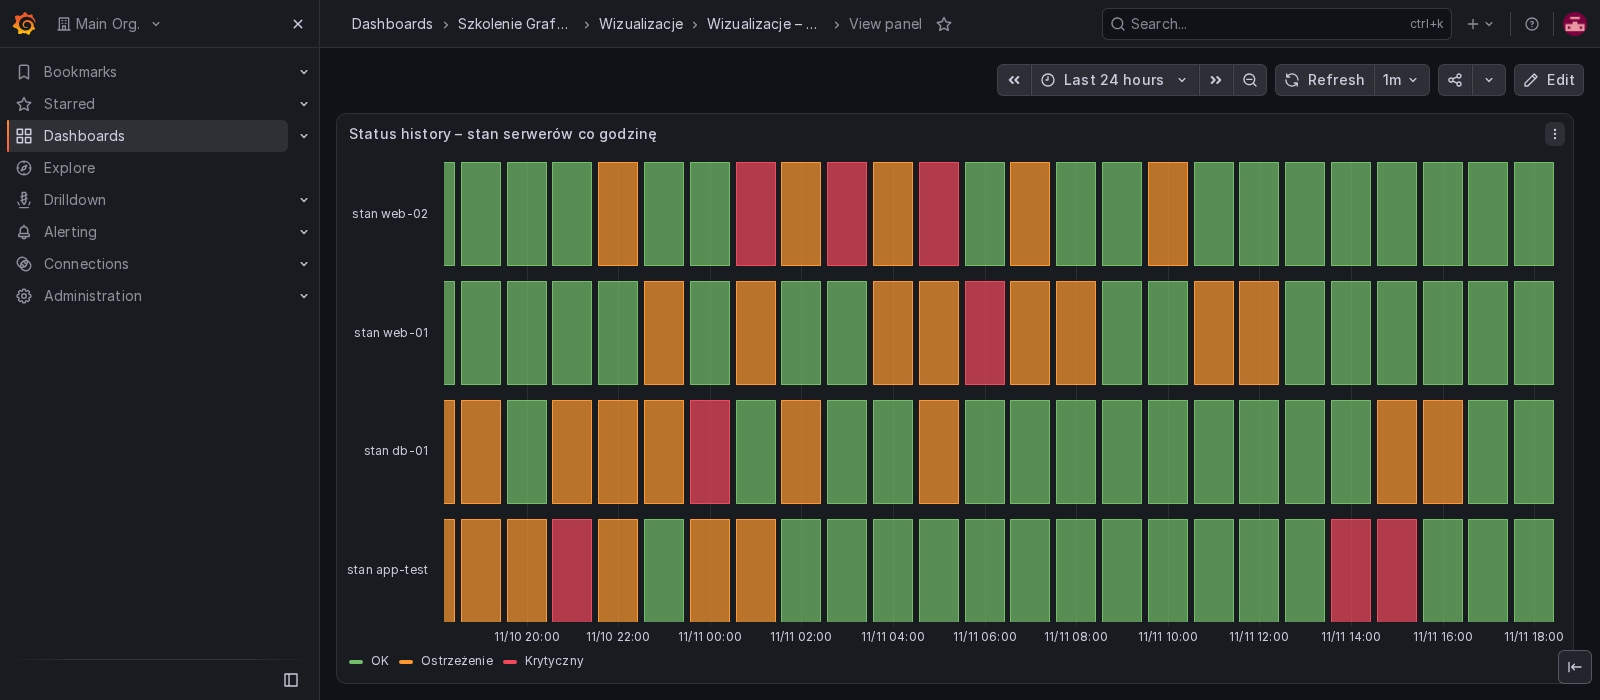 Main Org.
Dashboards
Szkolenie Graf...
Wizualizacje
Wizualizacje – ...
View panel
Search...
ctrl+k
Bookmarks
Starred
Dashboards
Explore
Drilldown
Alerting
Connections
Administration
Last 24 hours
Refresh
1m
Edit
Status history – stan serwerów co godzinę
stan web-02
stan web-01
stan db-01
stan app-test
11/10 20:00 11/10 22:00 11/11 00:00 11/11 02:00 11/11 04:00 11/11 06:00 11/11 08:00 11/11 10:00 11/11 12:00 11/11 14:00 11/11 16:00 11/11 18:00
OK Ostrzeżenie Krytyczny